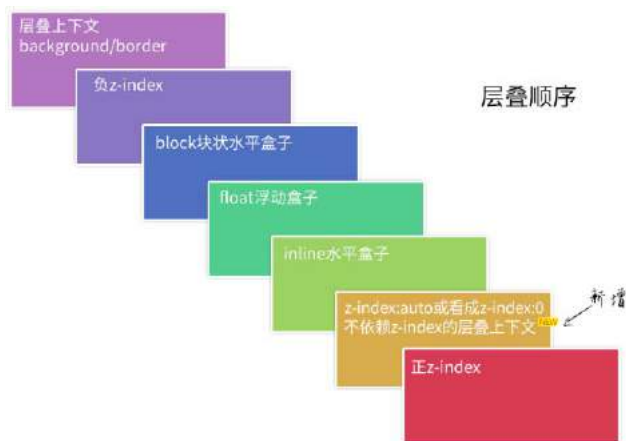 层叠上下文
background/border
负z-index
层叠顺序
block块状水平盒子
float浮动盒子
inline水平盒子
z-index:auto或看成z-index:0
不依赖z-index的层叠上下文
NEW
新增
正z-index